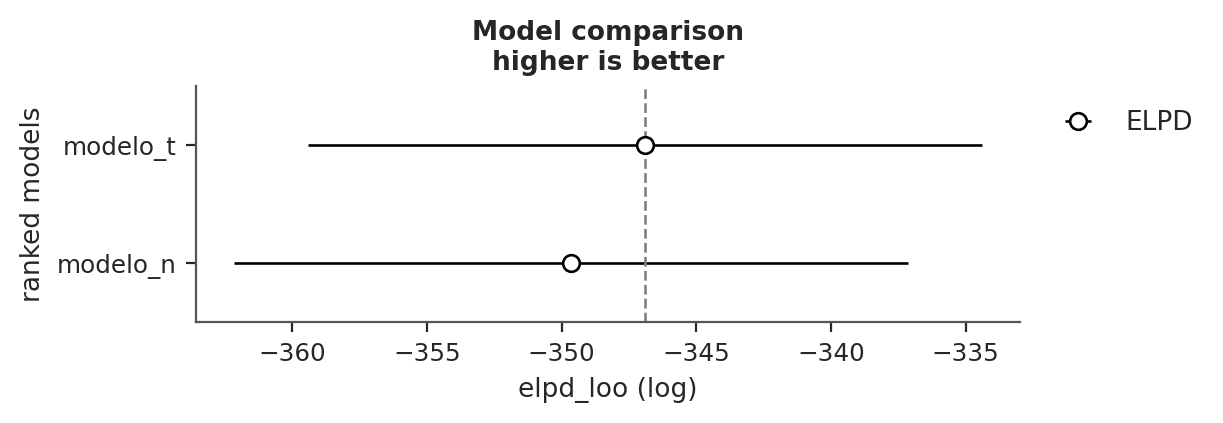 Model comparison
higher is better
ELPD
ranked models
modelo_t
modelo_n
−360
−355
−350
−345
−340
−335
elpd_loo (log)